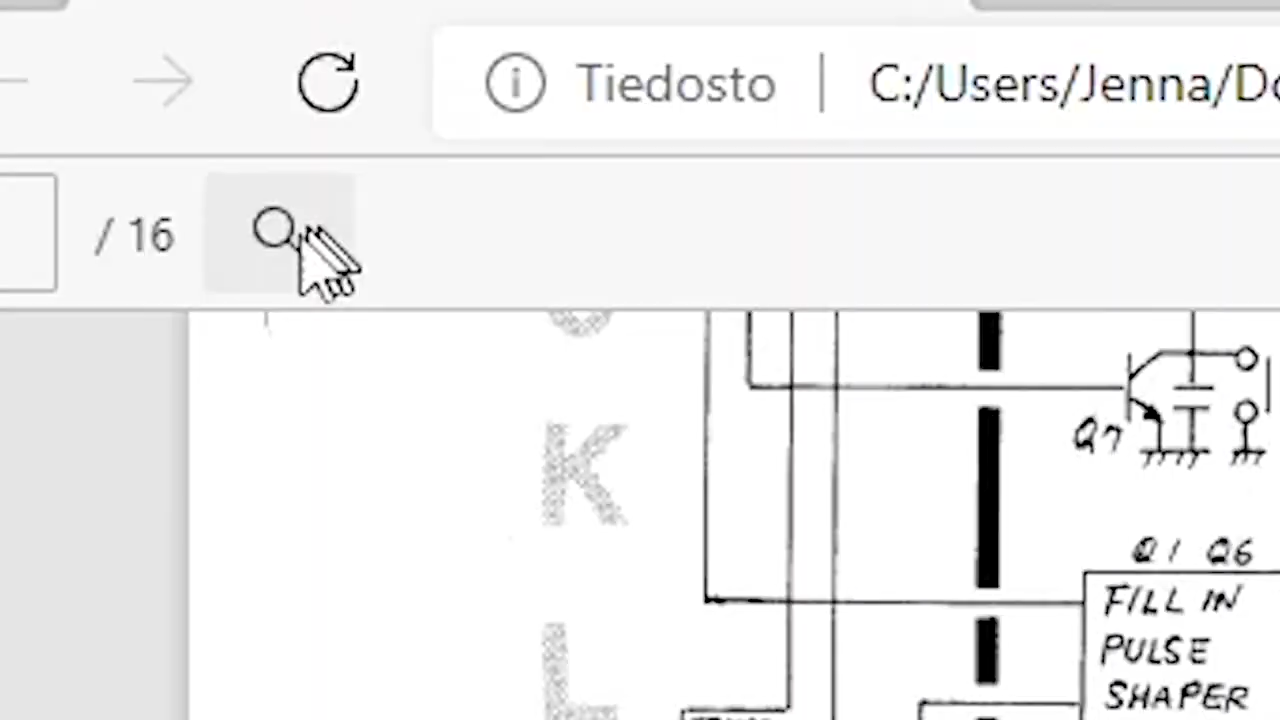 Tiedosto C:/Users/Jenna/Do
/ 16
K
Q7
Q1 Q6
FILL IN
PULSE
SHAPER
L